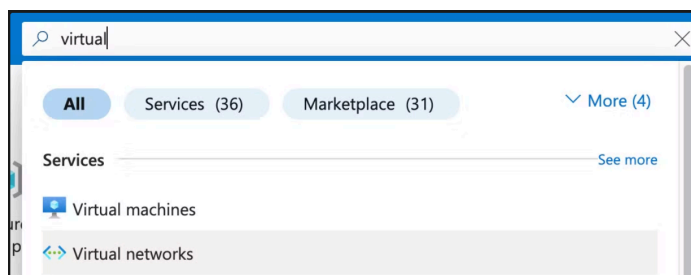 virtual
All Services (36) Marketplace (31) More (4)
Services See more
Virtual machines
Virtual networks